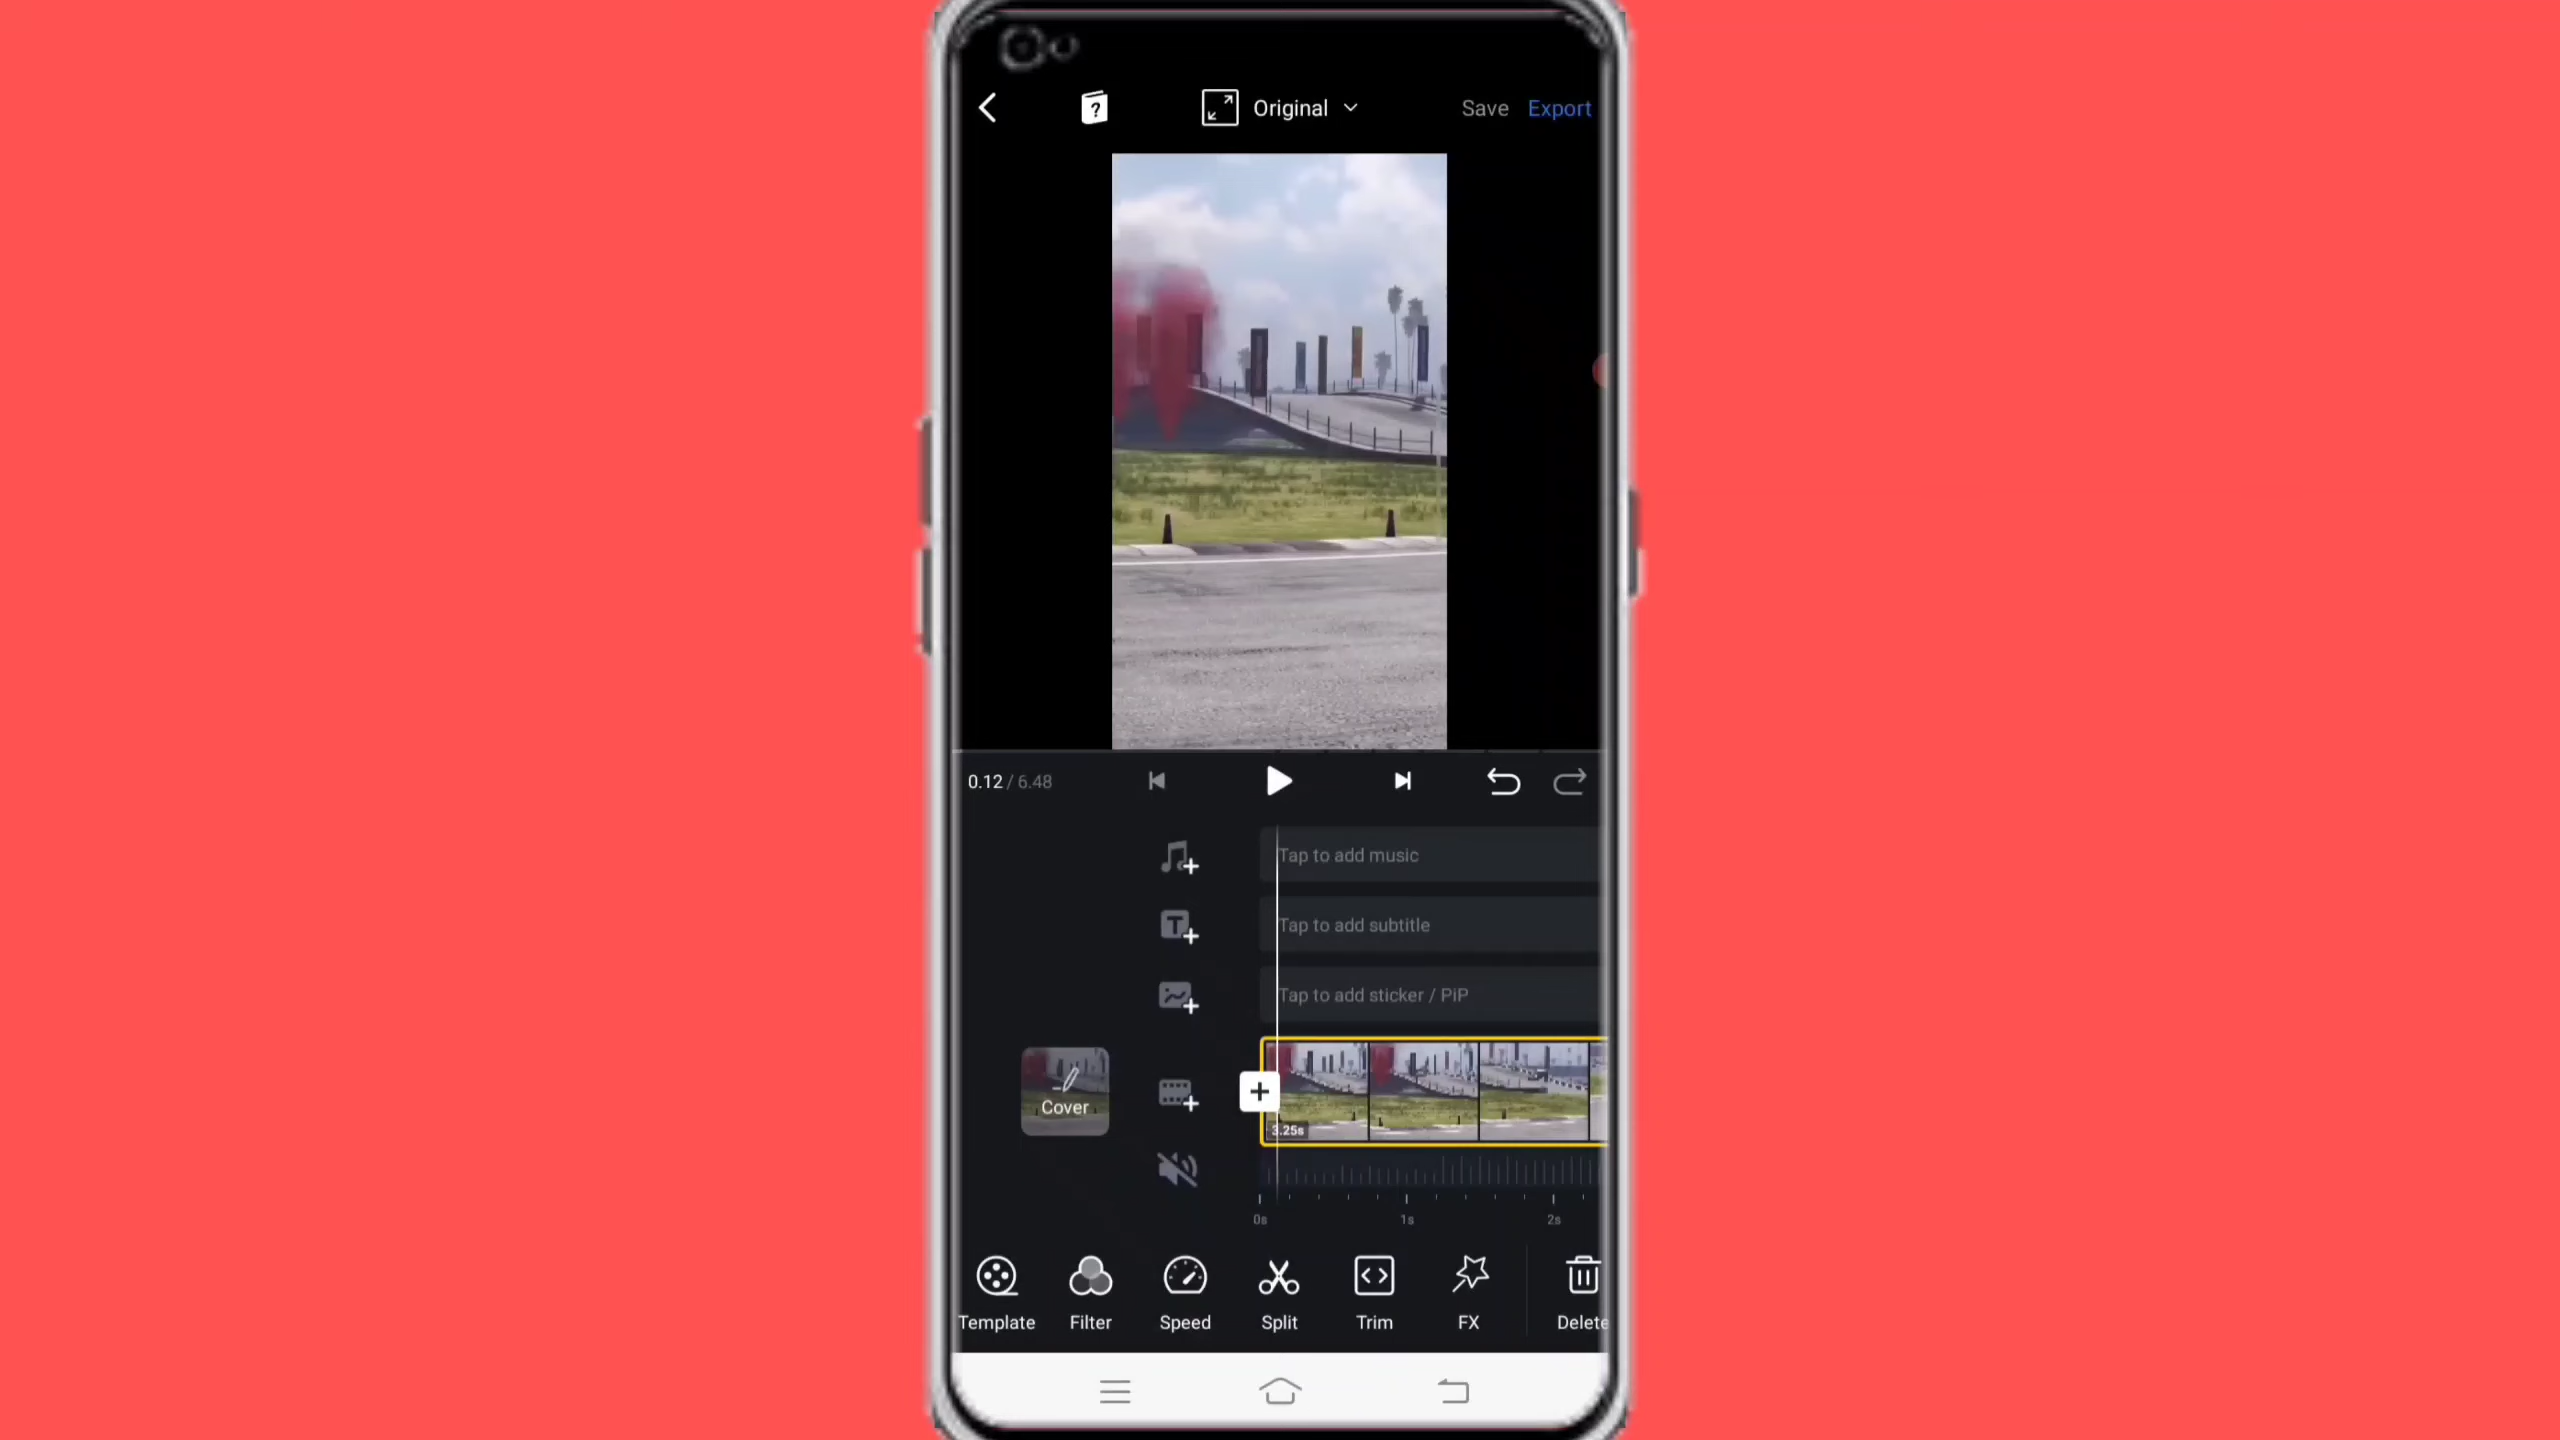 Original
Save Export
0.12 / 6.48
Tap to add music
T
Tap to add subtitle
Tap to add sticker / PiP
Cover
3.25s
0s 1s 2s
Template Filter Speed Split Trim FX Delete